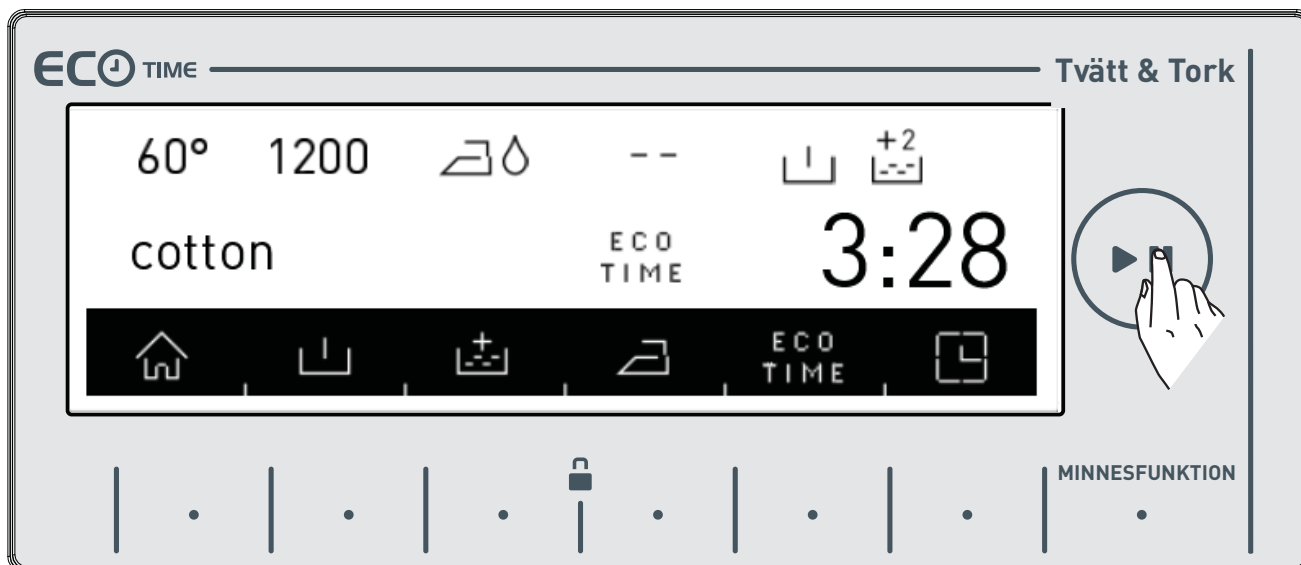 ECO TIME
Tvätt & Tork
60° 1200 -- +2
cotton
ECO
TIME
3:28
ECO
TIME
MINNESFUNKTION